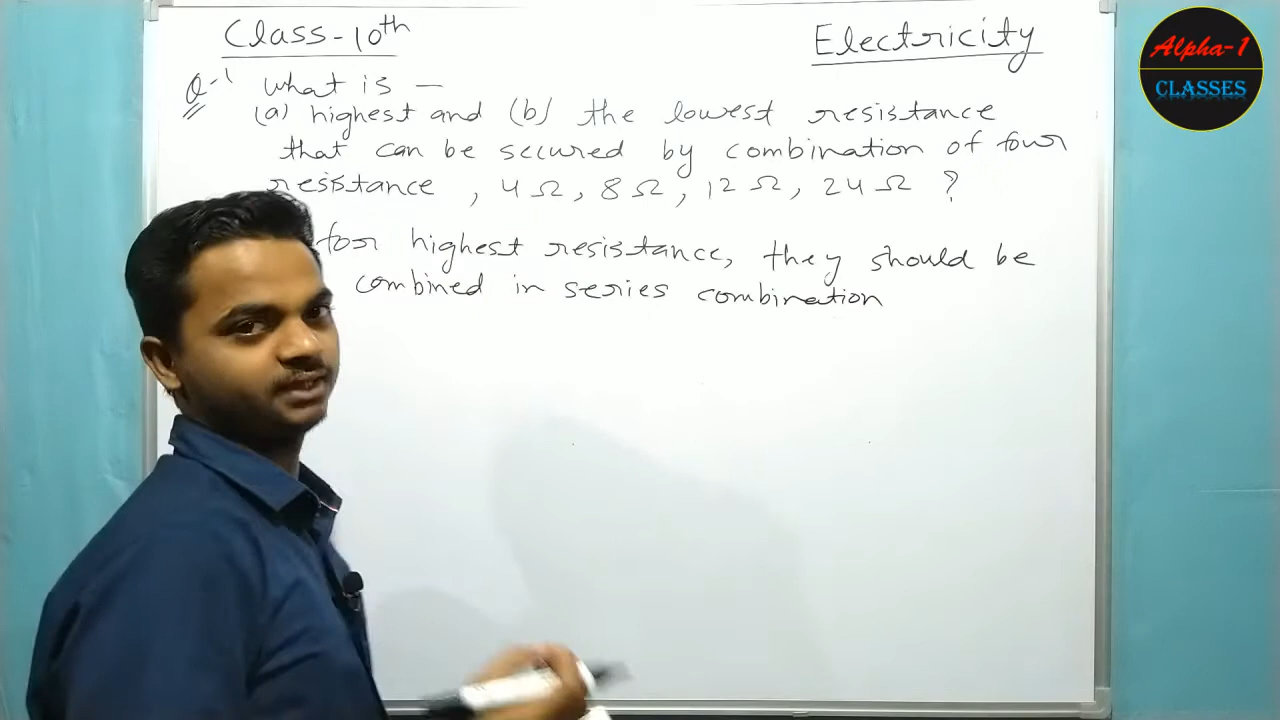 Class-10th
Electricity
Alpha-1
CLASSES
Q-1 What is —
(a) highest and (b) the lowest resistance
that can be secured by combination of four
resistance , 4 Ω, 8 Ω, 12 Ω, 24 Ω ?
for highest resistance, they should be
combined in series combination